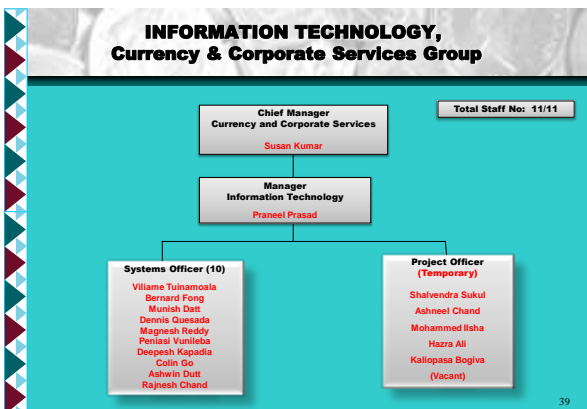 INFORMATION TECHNOLOGY,
Currency & Corporate Services Group
Total Staff No: 11/11
Chief Manager
Currency and Corporate Services
Susan Kumar
Manager
Information Technology
Praneel Prasad
Systems Officer (10)
Viliame Tuinamoala
Bernard Fong
Munish Datt
Dennis Quesada
Magnesh Reddy
Peniasi Vunileba
Deepesh Kapadia
Colin Go
Ashwin Dutt
Rajnesh Chand
Project Officer
(Temporary)
Shalvendra Sukul
Ashneel Chand
Mohammed Ilsha
Hazra Ali
Kaliopasa Bogiva
(Vacant)
39